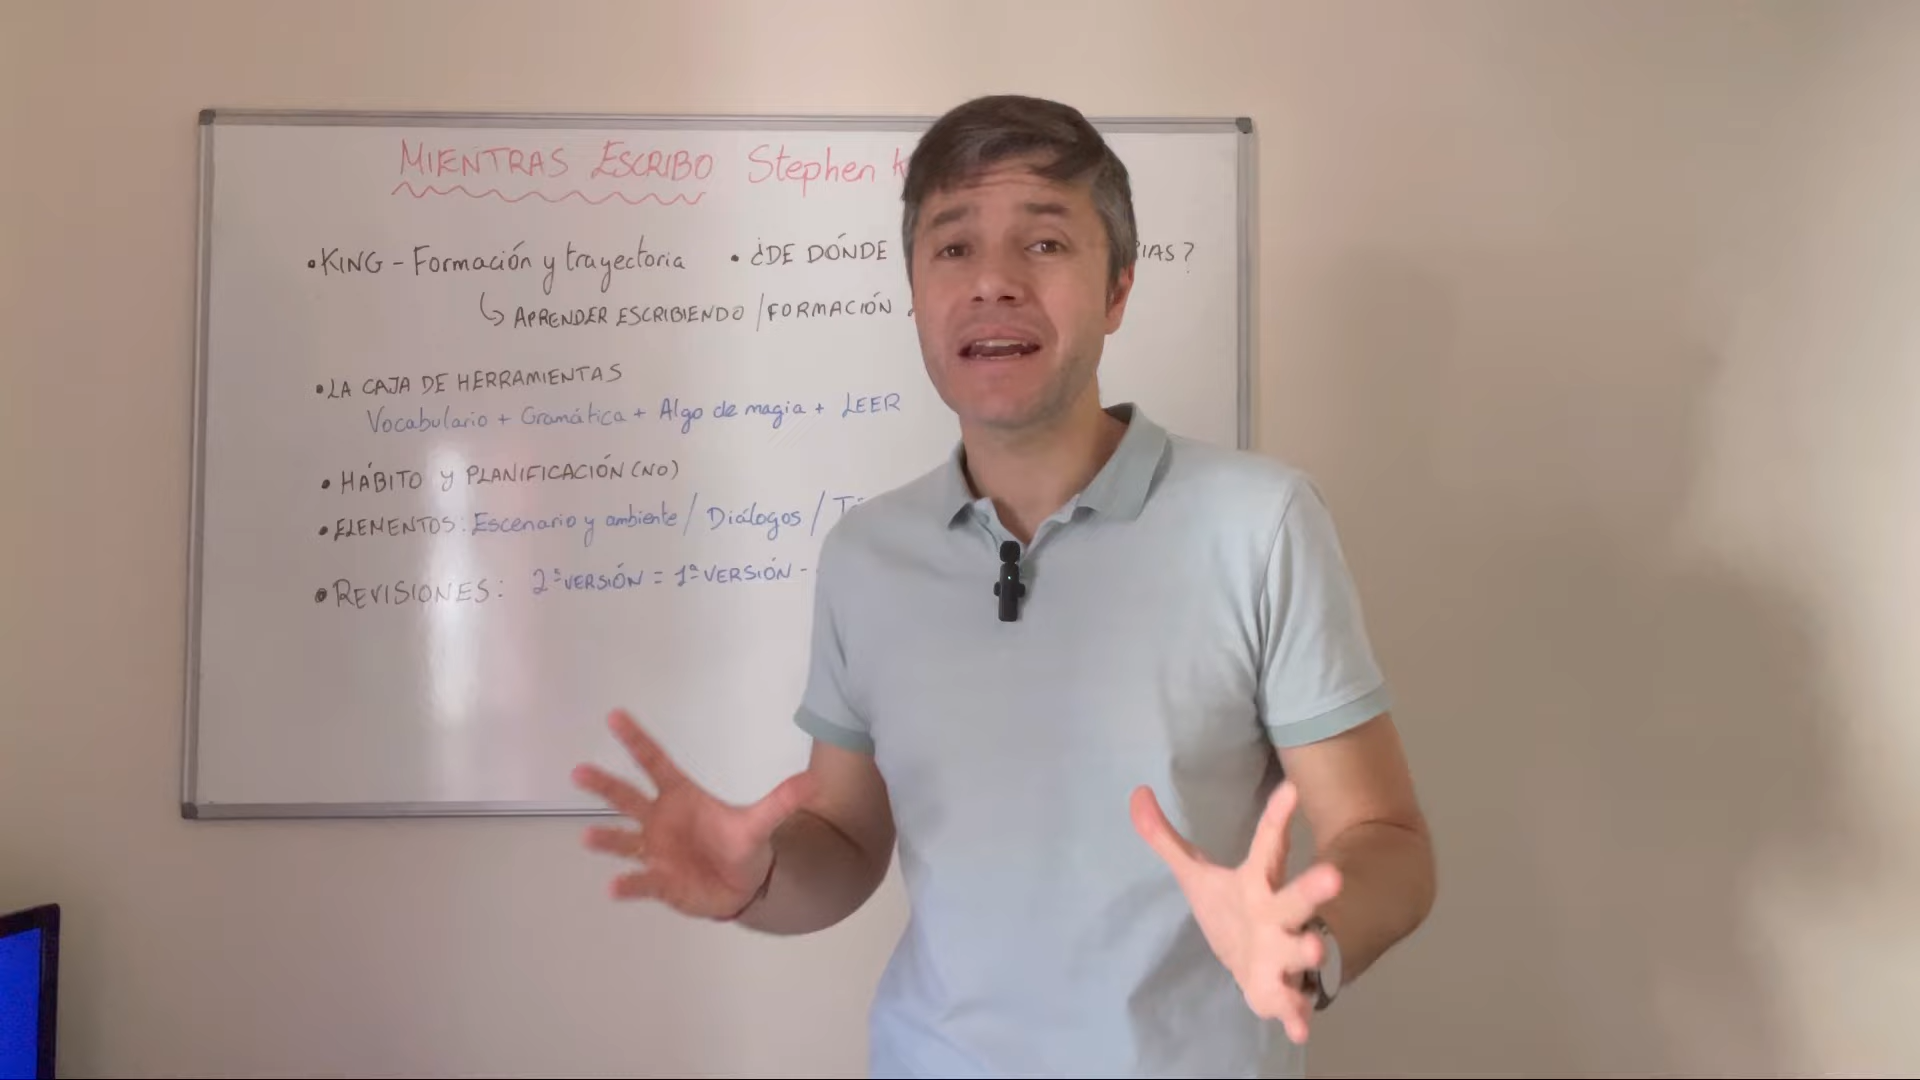 MIENTRAS ESCRIBO Stephen K
• KING - Formación y trayectoria • ¿DE DÓNDE IAS?
↳ APRENDER ESCRIBIENDO / FORMACIÓN
• LA CAJA DE HERRAMIENTAS
Vocabulario + Gramática + Algo de magia + LEER
• HÁBITO y PLANIFICACIÓN (NO)
• ELEMENTOS: Escenario y ambiente / Diálogos /
• REVISIONES: 2ª VERSIÓN = 1ª VERSIÓN -